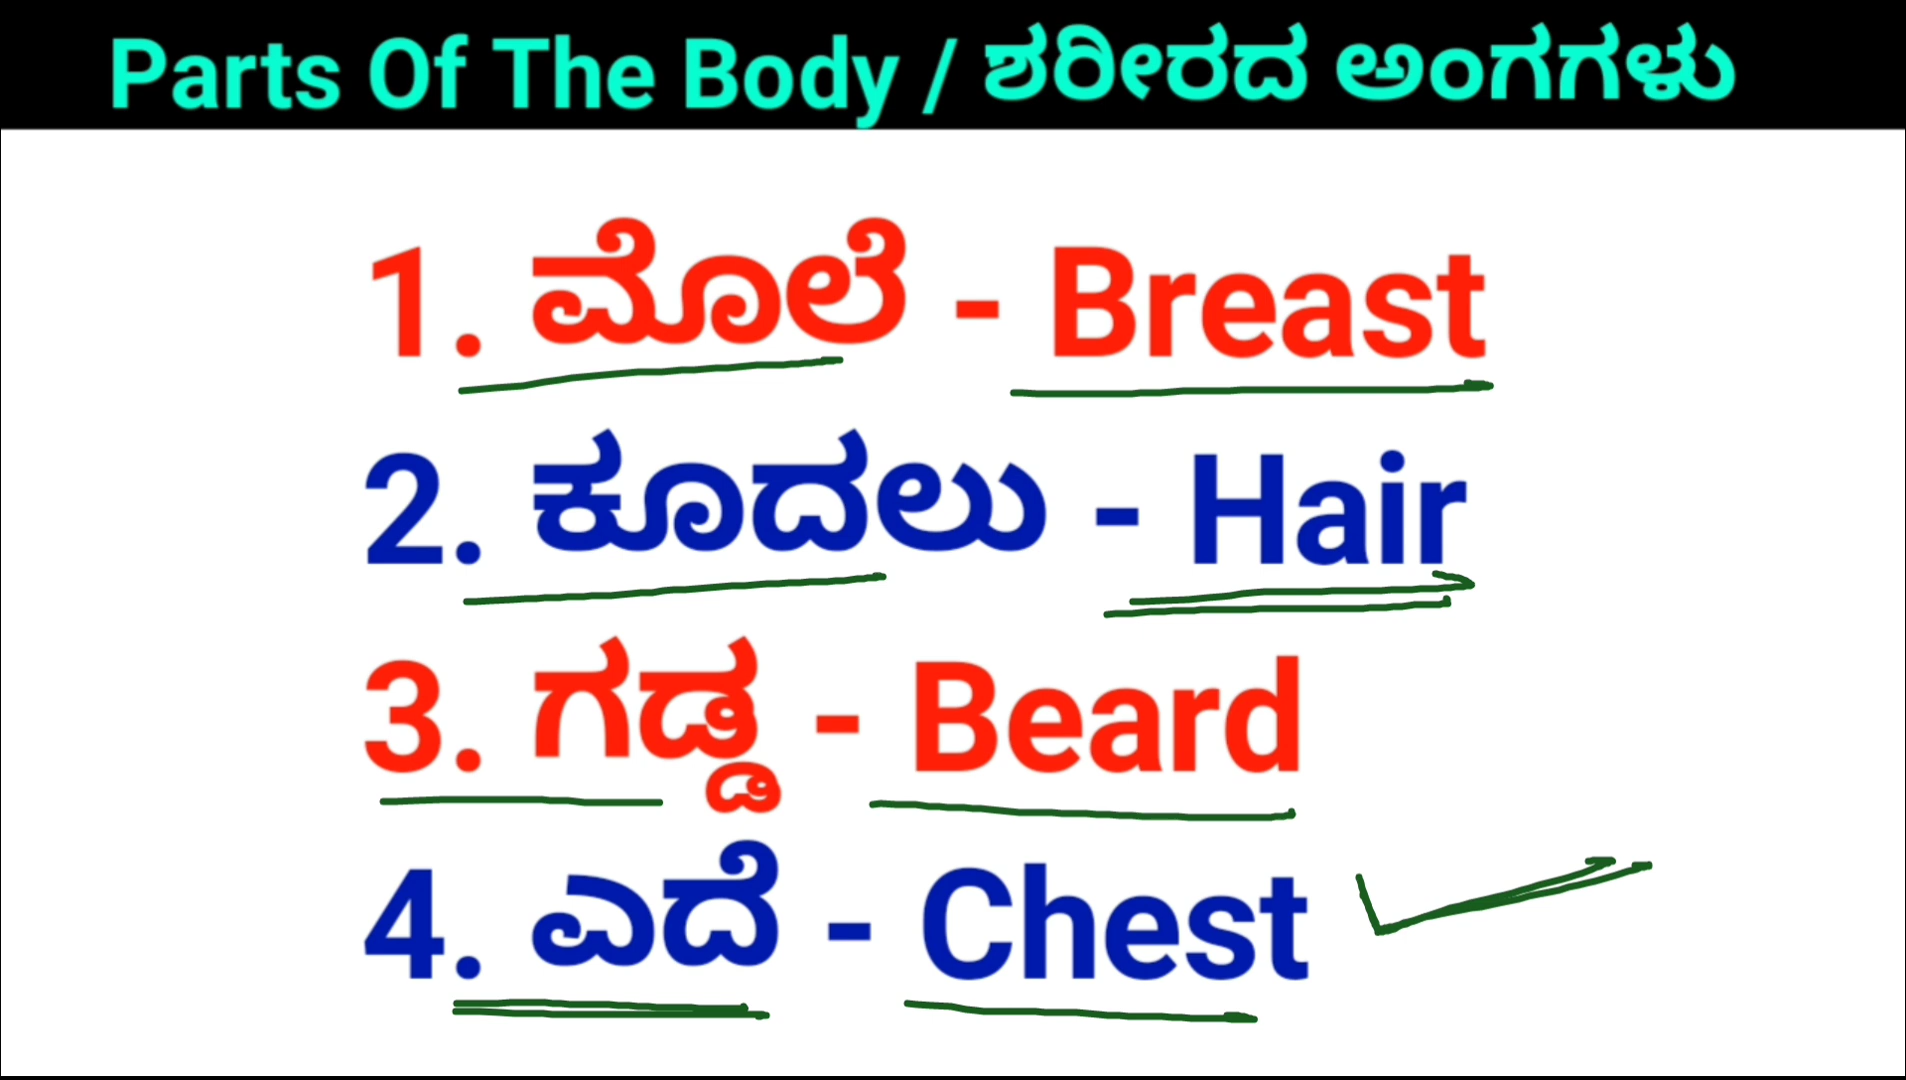 Parts Of The Body / ಶರೀರದ ಅಂಗಗಳು
1. ಮೊಲೆ - Breast
2. ಕೂದಲು - Hair
3. ಗಡ್ಡ - Beard
4. ಎದೆ - Chest